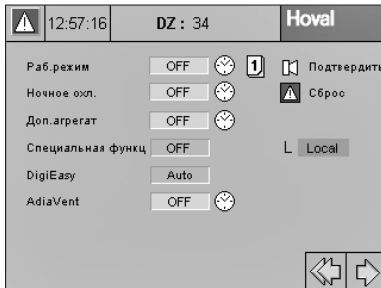 12:57:16 DZ : 34 Hoval
Раб.режим OFF 1 Подтвердить
Ночное охл. OFF Сброс
Доп.агрегат OFF
Специальная функц OFF L Local
DigiEasy Auto
AdiaVent OFF